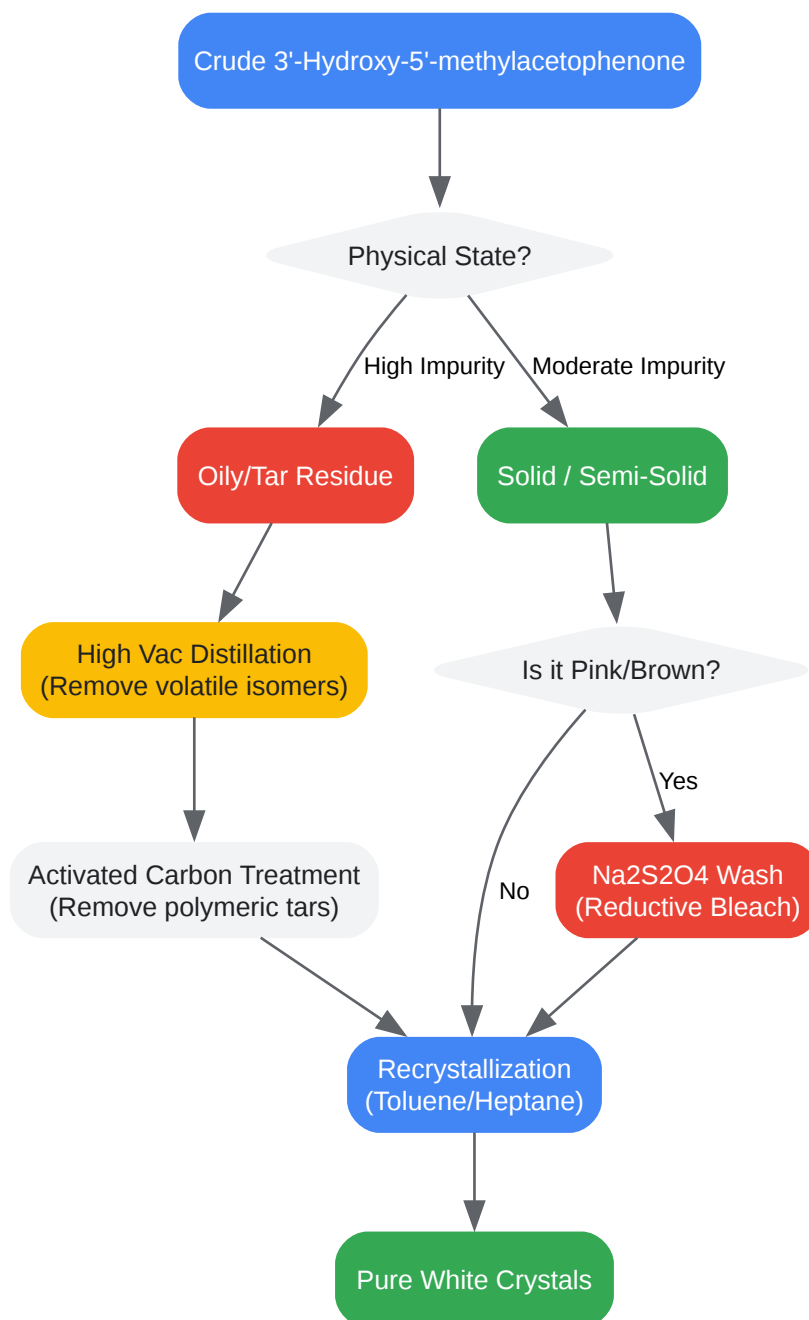 Crude 3'-Hydroxy-5'-methylacetophenone
Physical State?
High Impurity
Moderate Impurity
Oily/Tar Residue
Solid / Semi-Solid
High Vac Distillation
(Remove volatile isomers)
Is it Pink/Brown?
Yes
Activated Carbon Treatment
(Remove polymeric tars)
No
Na2S2O4 Wash
(Reductive Bleach)
Recrystallization
(Toluene/Heptane)
Pure White Crystals